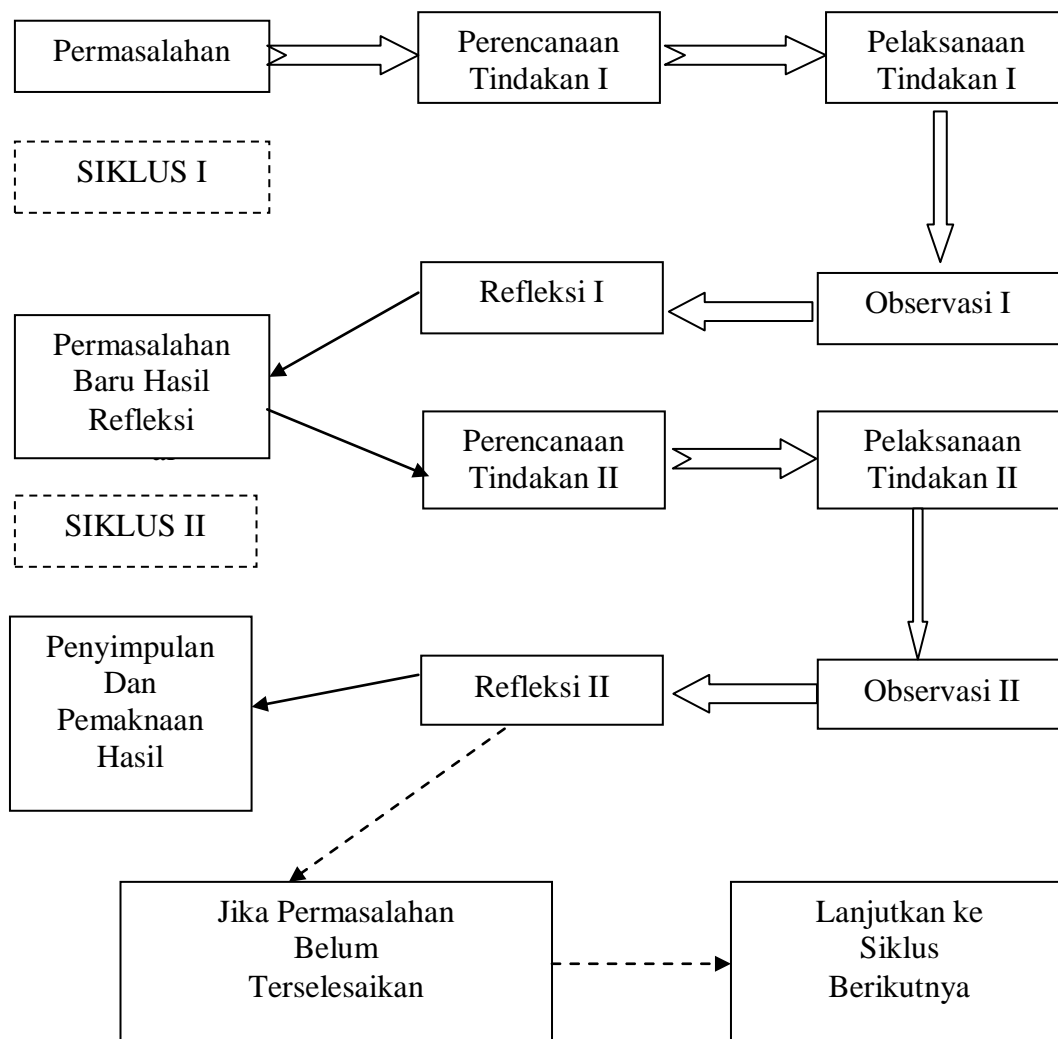 Permasalahan
Perencanaan
Tindakan I
Pelaksanaan
Tindakan I
SIKLUS I
Refleksi I
Observasi I
Permasalahan
Baru Hasil
Refleksi
Perencanaan
Tindakan II
Pelaksanaan
Tindakan II
SIKLUS II
Penyimpulan
Dan
Pemaknaan
Hasil
Refleksi II
Observasi II
Jika Permasalahan
Belum
Terselesaikan
Lanjutkan ke
Siklus
Berikutnya